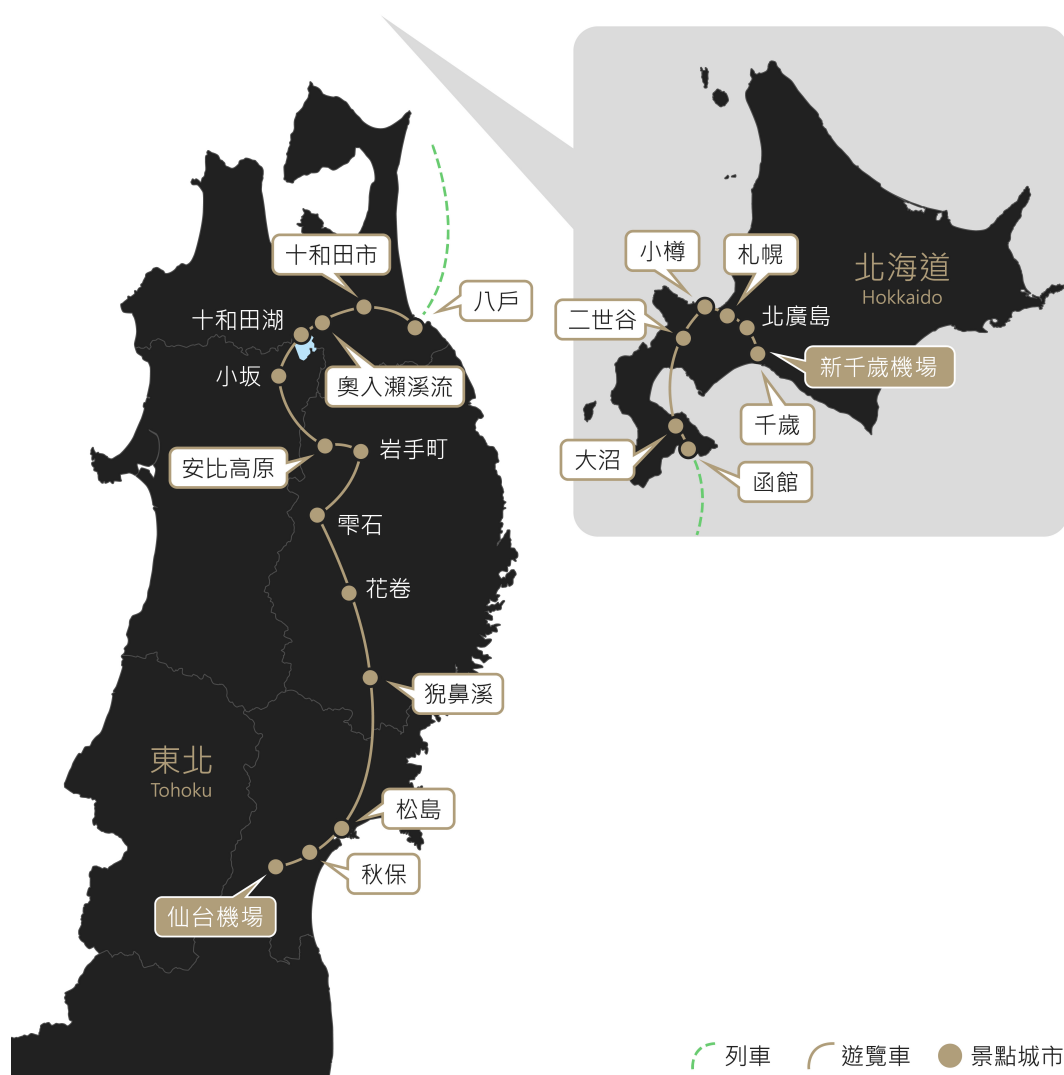 小樽
札幌
北海道
Hokkaido
十和田市
八戶
二世谷
北廣島
十和田湖
新千歲機場
小坂
奧入瀨溪流
千歲
岩手町
大沼
安比高原
函館
雫石
花卷
猊鼻溪
東北
Tohoku
松島
秋保
仙台機場
列車
遊覽車
景點城市